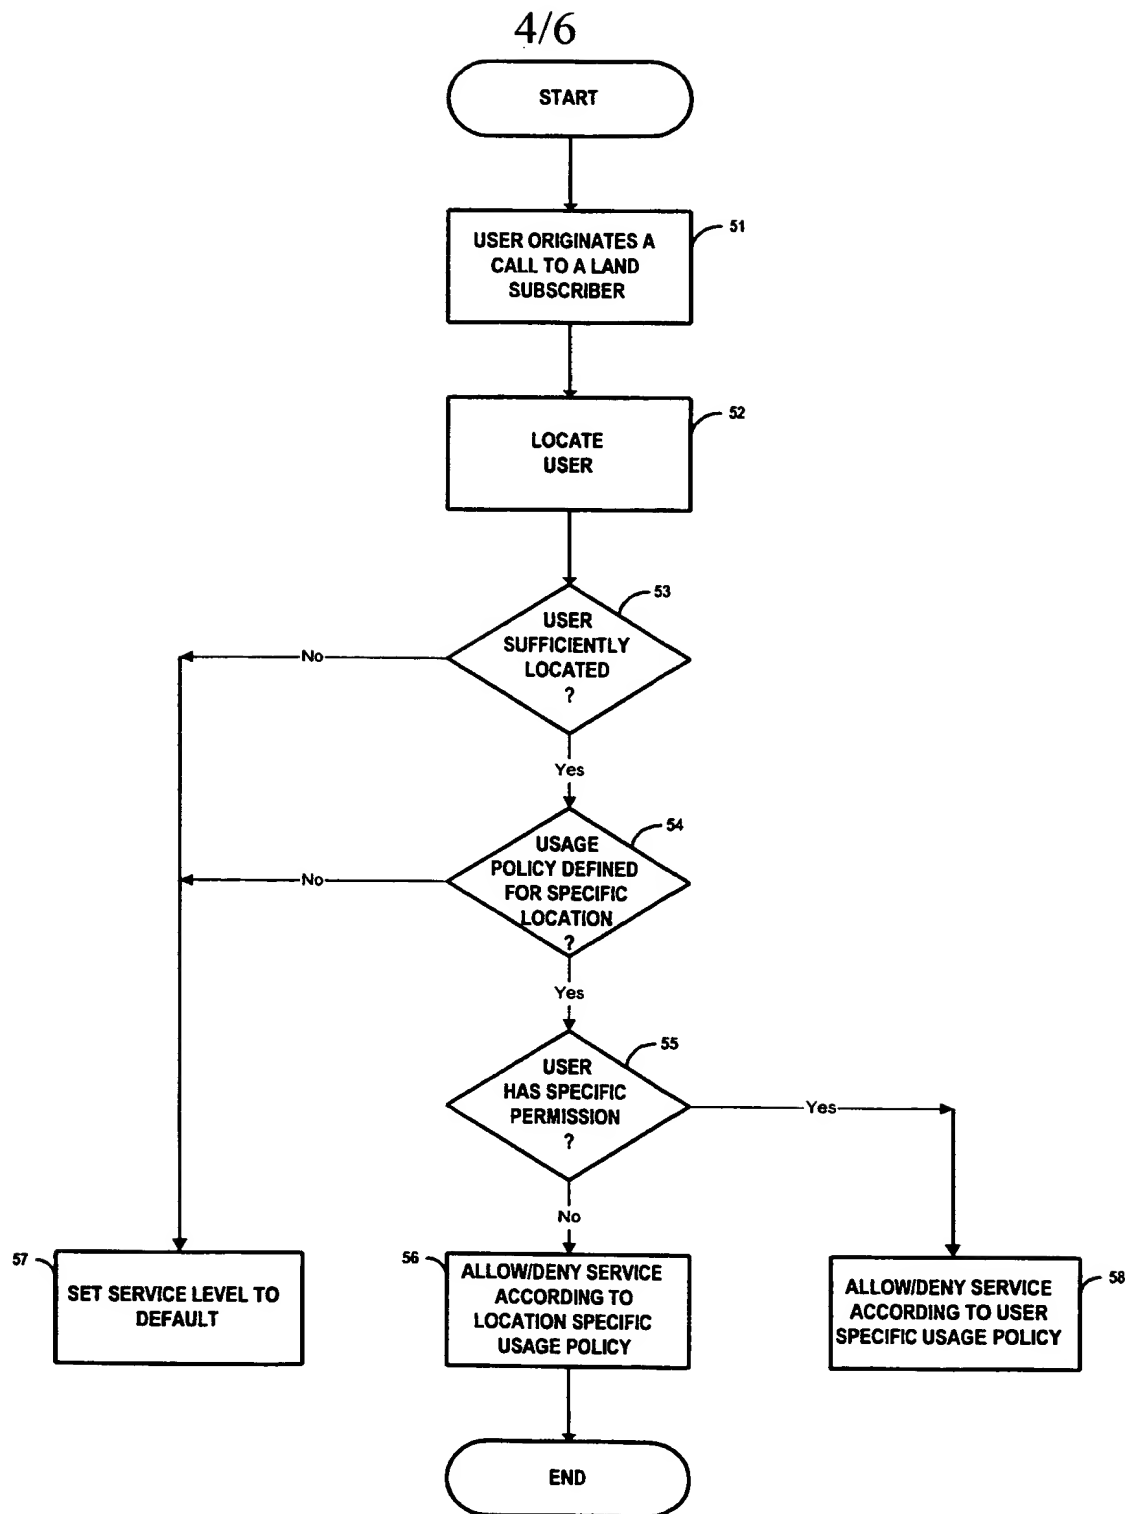 4/6
START
51
USER ORIGINATES A
CALL TO A LAND
SUBSCRIBER
52
LOCATE
USER
53
USER
SUFFICIENTLY
LOCATED
?
No
Yes
54
USAGE
POLICY DEFINED
FOR SPECIFIC
LOCATION
?
No
Yes
55
USER
HAS SPECIFIC
PERMISSION
?
Yes
No
57
SET SERVICE LEVEL TO
DEFAULT
56
ALLOW/DENY SERVICE
ACCORDING TO
LOCATION SPECIFIC
USAGE POLICY
58
ALLOW/DENY SERVICE
ACCORDING TO USER
SPECIFIC USAGE POLICY
END